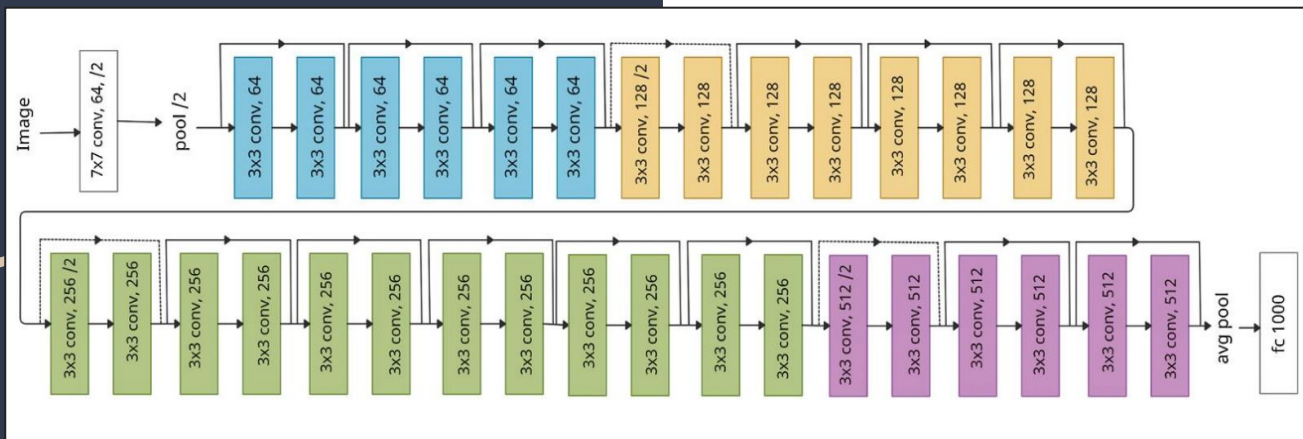 Image
7x7 conv, 64, /2
pool /2
3x3 conv, 64
3x3 conv, 64
3x3 conv, 64
3x3 conv, 64
3x3 conv, 64
3x3 conv, 64
3x3 conv, 128 /2
3x3 conv, 128
3x3 conv, 128
3x3 conv, 128
3x3 conv, 128
3x3 conv, 128
3x3 conv, 128
3x3 conv, 128
3x3 conv, 256 /2
3x3 conv, 256
3x3 conv, 256
3x3 conv, 256
3x3 conv, 256
3x3 conv, 256
3x3 conv, 256
3x3 conv, 256
3x3 conv, 256
3x3 conv, 256
3x3 conv, 256
3x3 conv, 256
3x3 conv, 512 /2
3x3 conv, 512
3x3 conv, 512
3x3 conv, 512
3x3 conv, 512
3x3 conv, 512
avg pool
fc 1000